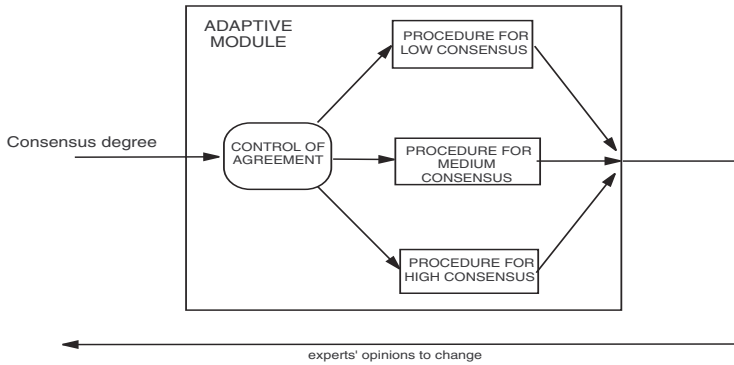 ADAPTIVE
MODULE
PROCEDURE FOR
LOW CONSENSUS
Consensus degree
CONTROL OF
AGREEMENT
PROCEDURE FOR
MEDIUM
CONSENSUS
PROCEDURE FOR
HIGH CONSENSUS
experts' opinions to change